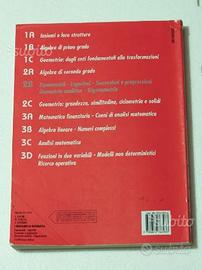 1A Insiemi e loro strutture
1B Algebra di primo grado
1C Geometria: dagli enti fondamentali alle trasformazioni
2A Algebra di secondo grado
2B Esponenziali - Logaritmi - Successioni e progressioni
Geometria analitica - Trigonometria
2C Geometria: grandezze, similitudine, ciclometria e solidi
3A Matematica finanziaria - Cenni di analisi matematica
3B Algebra lineare - Numeri complessi
3C Analisi matematica
3D Funzioni in due variabili - Modelli non deterministici
Ricerca operativa